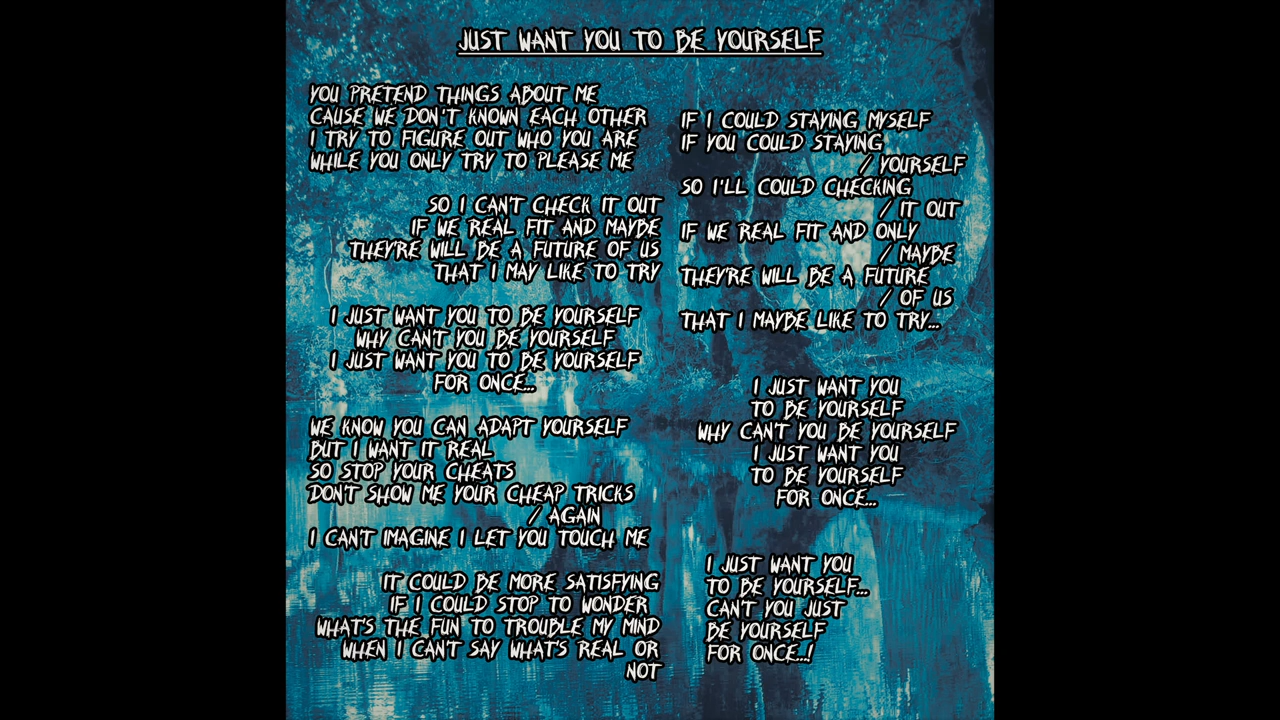 JUST WANT YOU TO BE YOURSELF
YOU PRETEND THINGS ABOUT ME
CAUSE WE DON'T KNOWN EACH OTHER
I TRY TO FIGURE OUT WHO YOU ARE
WHILE YOU ONLY TRY TO PLEASE ME
SO I CAN'T CHECK IT OUT
IF WE REAL FIT AND MAYBE
THEY'RE WILL BE A FUTURE OF US
THAT I MAY LIKE TO TRY
I JUST WANT YOU TO BE YOURSELF
WHY CAN'T YOU BE YOURSELF
I JUST WANT YOU TO BE YOURSELF
FOR ONCE...
WE KNOW YOU CAN ADAPT YOURSELF
BUT I WANT IT REAL
SO STOP YOUR CHEATS
DON'T SHOW ME YOUR CHEAP TRICKS
/ AGAIN
I CAN'T IMAGINE I LET YOU TOUCH ME
IT COULD BE MORE SATISFYING
IF I COULD STOP TO WONDER
WHAT'S THE FUN TO TROUBLE MY MIND
WHEN I CAN'T SAY WHAT'S REAL OR
NOT
IF I COULD STAYING MYSELF
IF YOU COULD STAYING
/ YOURSELF
SO I'LL COULD CHECKING
/ IT OUT
IF WE REAL FIT AND ONLY
/ MAYBE
THEY'RE WILL BE A FUTURE
/ OF US
THAT I MAYBE LIKE TO TRY...
I JUST WANT YOU
TO BE YOURSELF
WHY CAN'T YOU BE YOURSELF
I JUST WANT YOU
TO BE YOURSELF
FOR ONCE...
I JUST WANT YOU
TO BE YOURSELF...
CAN'T YOU JUST
BE YOURSELF
FOR ONCE...!